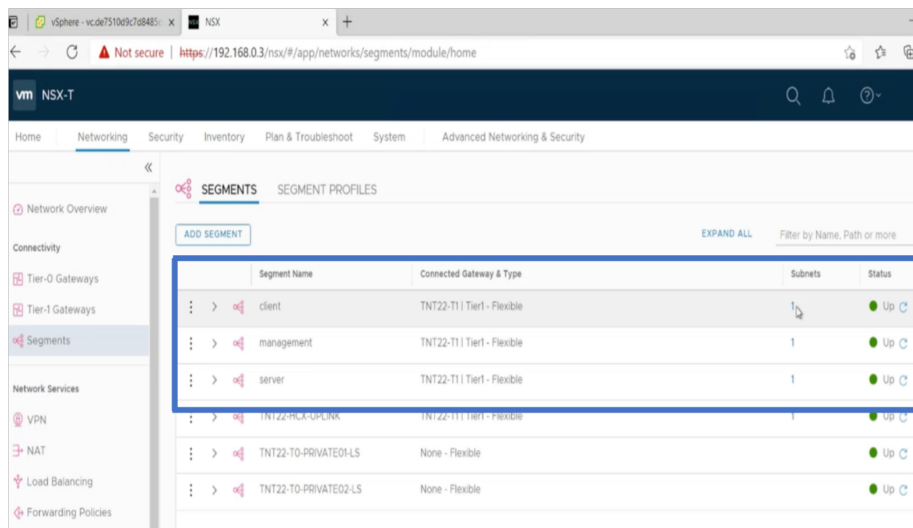 vSphere - vc.de7510d9c7d8485c
NSX
Not secure | https://192.168.0.3/nsx/#/app/networks/segments/module/home
vm NSX-T
Home Networking Security Inventory Plan & Troubleshoot System Advanced Networking & Security
SEGMENTS SEGMENT PROFILES
Network Overview
ADD SEGMENT EXPAND ALL Filter by Name, Path or more
Connectivity
Segment Name Connected Gateway & Type Subnets Status
Tier-0 Gateways
client TNT22-T1 | Tier1 - Flexible 1 Up
Tier-1 Gateways
Segments
management TNT22-T1 | Tier1 - Flexible 1 Up
server TNT22-T1 | Tier1 - Flexible 1 Up
Network Services
VPN
TNT22-HCX-UPLINK TNT22-T1 | Tier1 - Flexible 1 Up
NAT
TNT22-T0-PRIVATE01-LS None - Flexible Up
Load Balancing
TNT22-T0-PRIVATE02-LS None - Flexible Up
Forwarding Policies